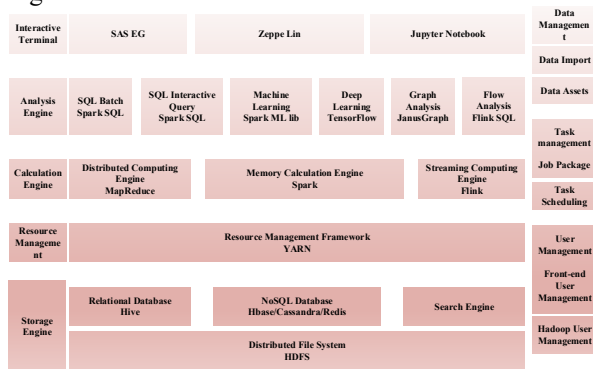 Interactive
Terminal
SAS EG
Zeppe Lin
Jupyter Notebook
Data
Managemen
t
Data Import
Data Assets
Analysis
Engine
SQL Batch
Spark SQL
SQL Interactive
Query
Spark SQL
Machine
Learning
Spark ML lib
Deep
Learning
TensorFlow
Graph
Analysis
JanusGraph
Flow
Analysis
Flink SQL
Task
management
Job Package
Task
Scheduling
Calculation
Engine
Distributed Computing
Engine
MapReduce
Memory Calculation Engine
Spark
Streaming Computing
Engine
Flink
Resource
Manageme
nt
Resource Management Framework
YARN
User
Management
Front-end
User
Management
Hadoop User
Management
Storage
Engine
Relational Database
Hive
NoSQL Database
Hbase/Cassandra/Redis
Search Engine
Distributed File System
HDFS